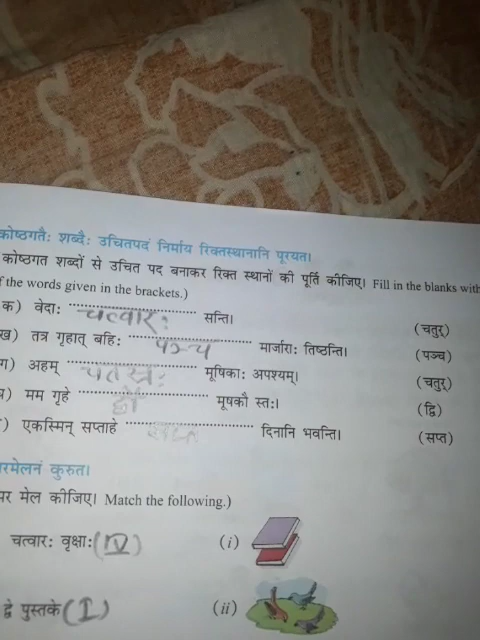 कोष्ठगतैः शब्दैः उचितपदं निर्माय रिक्तस्थानानि पूरयत।
कोष्ठगत शब्दों से उचित पद बनाकर रिक्त स्थानों की पूर्ति कीजिए। Fill in the blanks with
f the words given in the brackets.)
क) वेदाः चत्वारः सन्ति। (चतुर्)
ख) तत्र गृहात् बहिः पञ्च मार्जाराः तिष्ठन्ति। (पञ्च)
ग) अहम् चतस्रः मूषिकाः अपश्यम्। (चतुर्)
) मम गृहे द्वौ मूषकौ स्तः। (द्वि)
) एकस्मिन् सप्ताहे सप्त दिनानि भवन्ति। (सप्त)
रमेलनं कुरुत।
पर मेल कीजिए। Match the following.)
चत्वारः वृक्षाः (IV) (i)
द्वे पुस्तके (I) (ii)